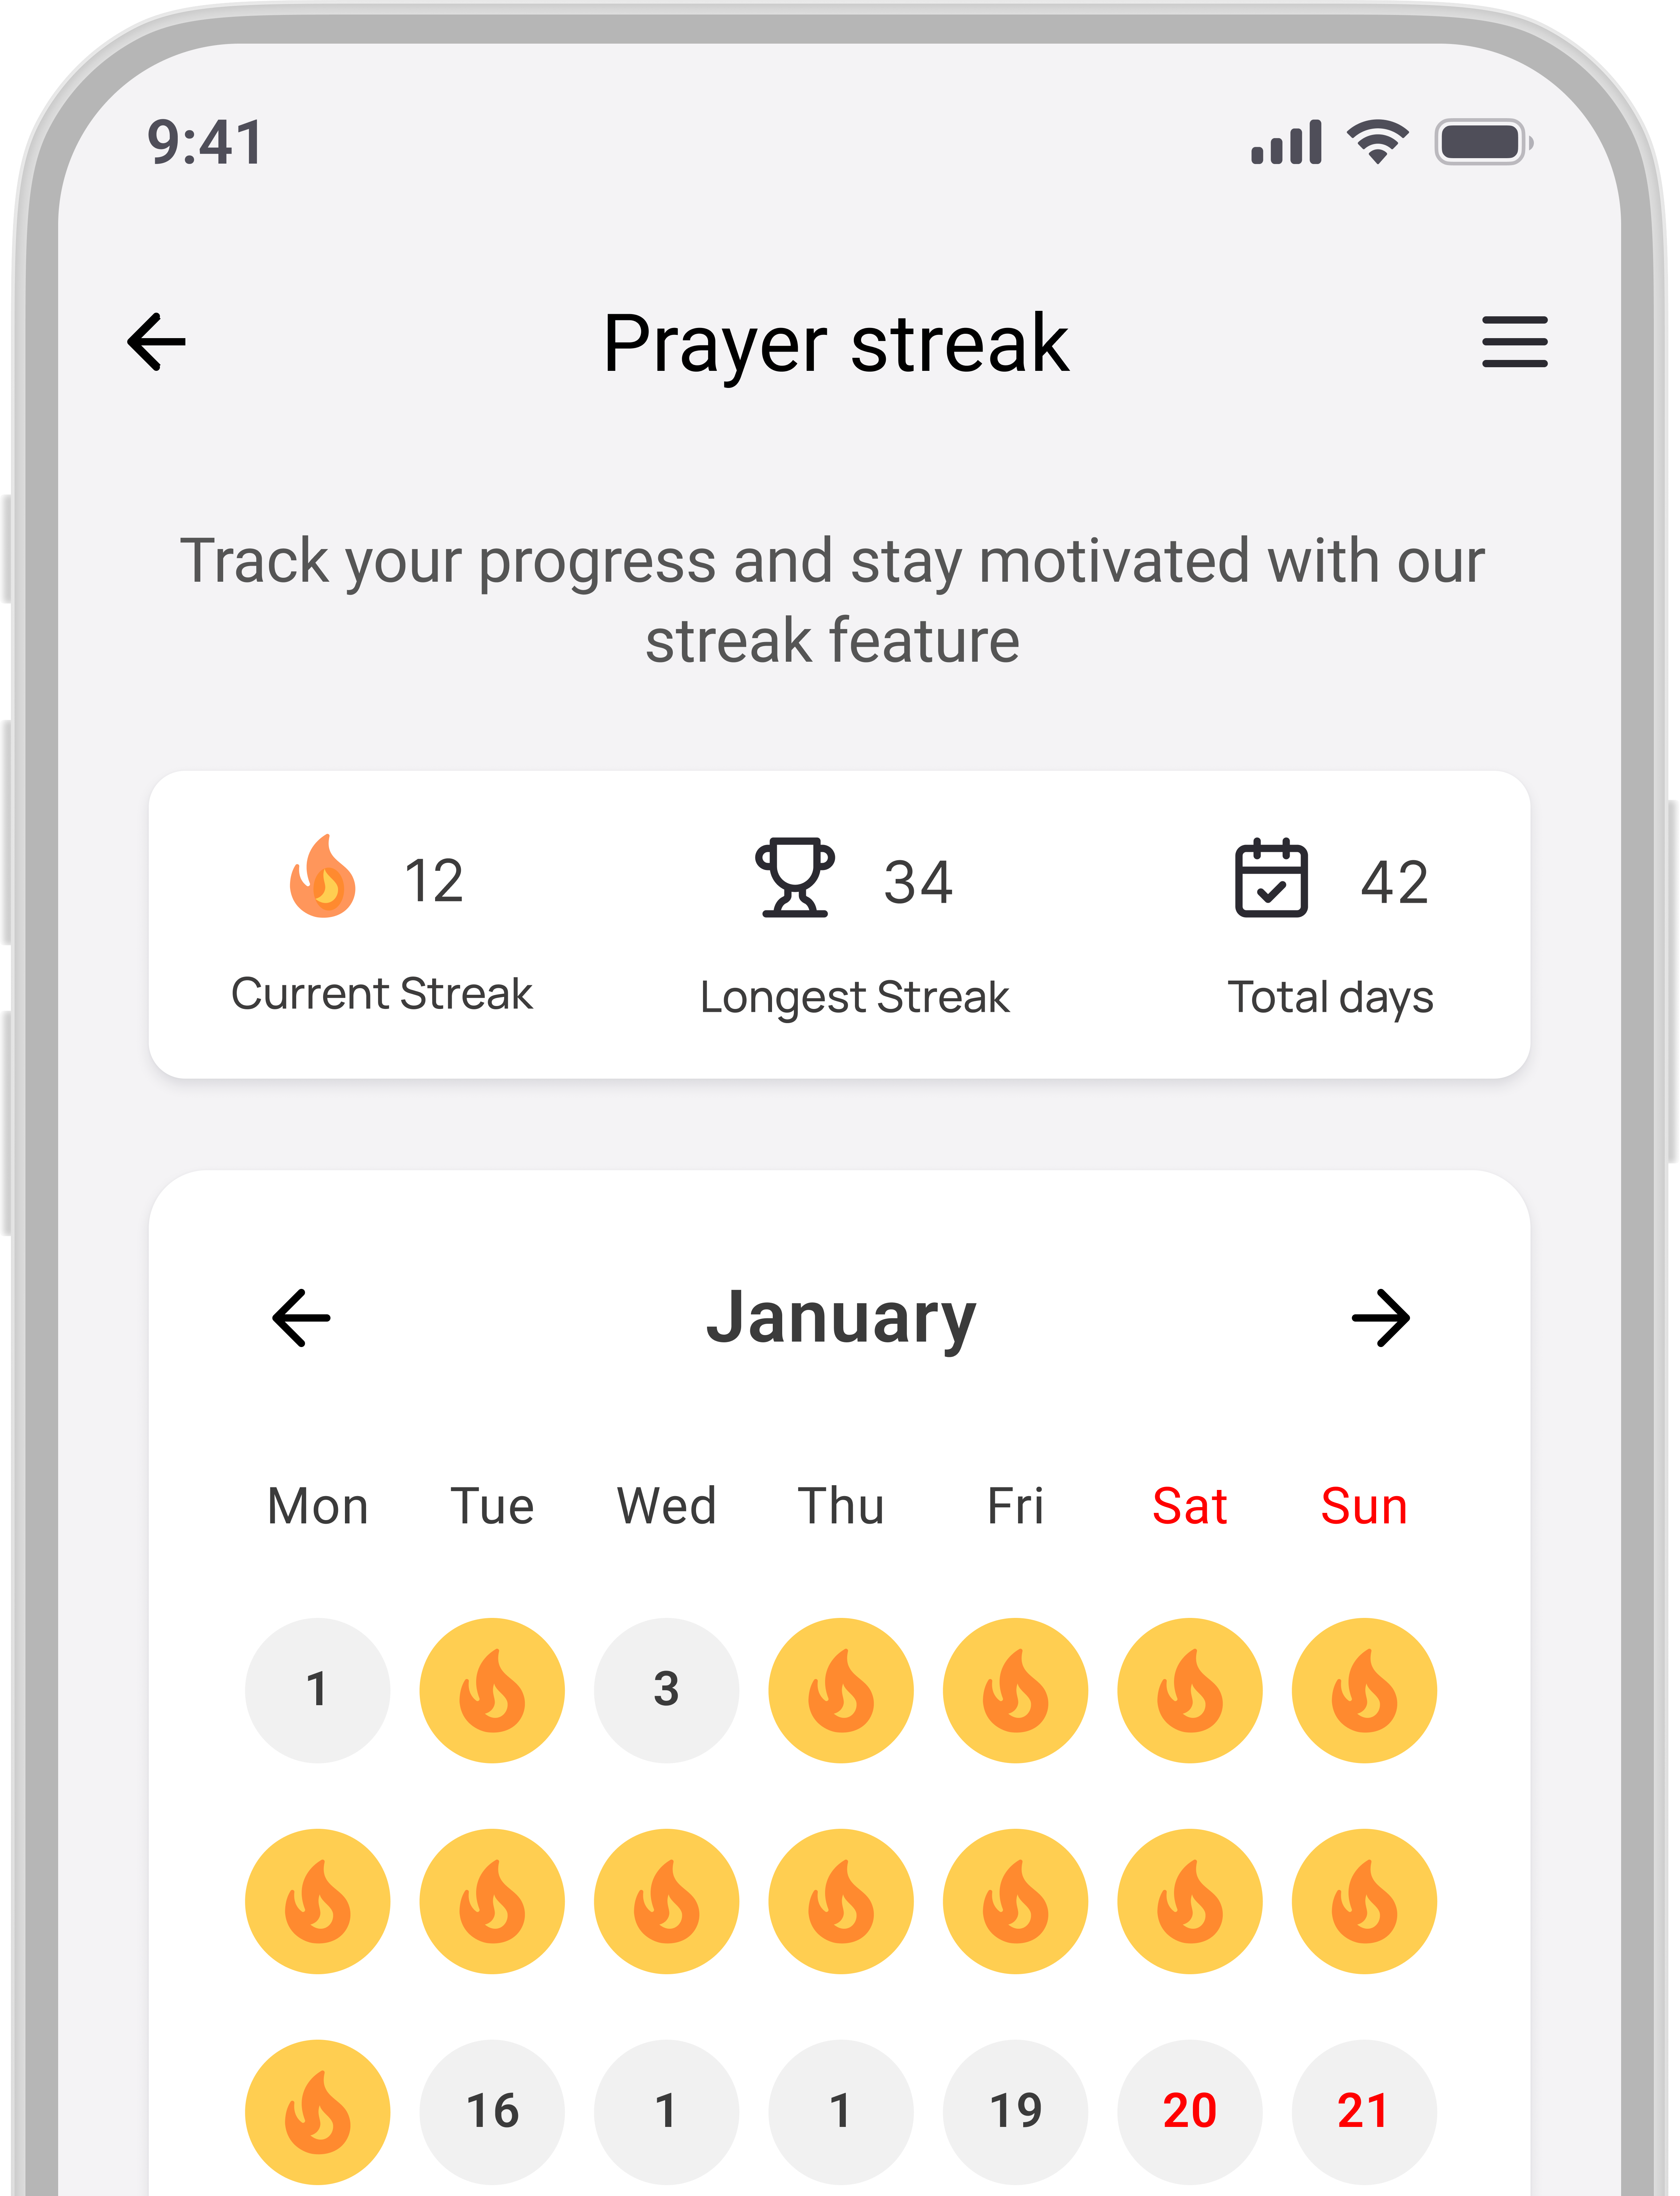 9:41
Prayer streak
Track your progress and stay motivated with our
streak feature
12 34 42
Current Streak Longest Streak Total days
January
Mon Tue Wed Thu Fri Sat Sun
1 3
16 1 1 19 20 21